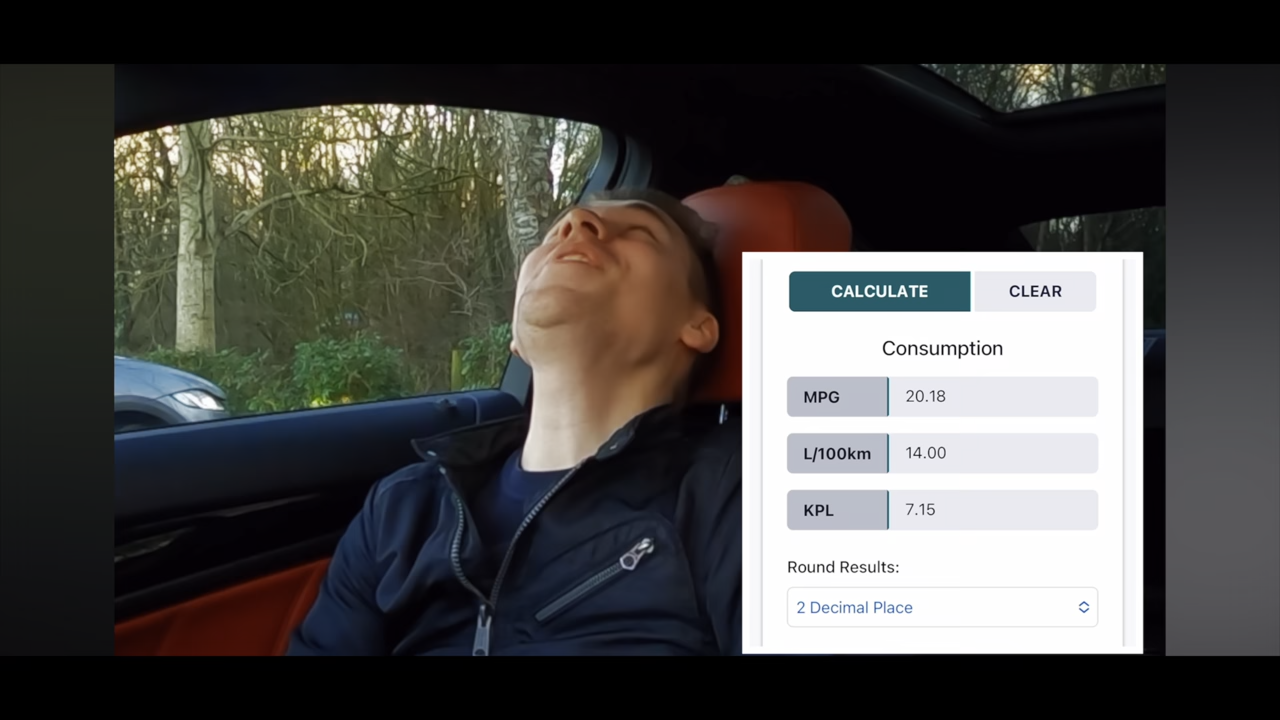 CALCULATE CLEAR
Consumption
MPG 20.18
L/100km 14.00
KPL 7.15
Round Results:
2 Decimal Place